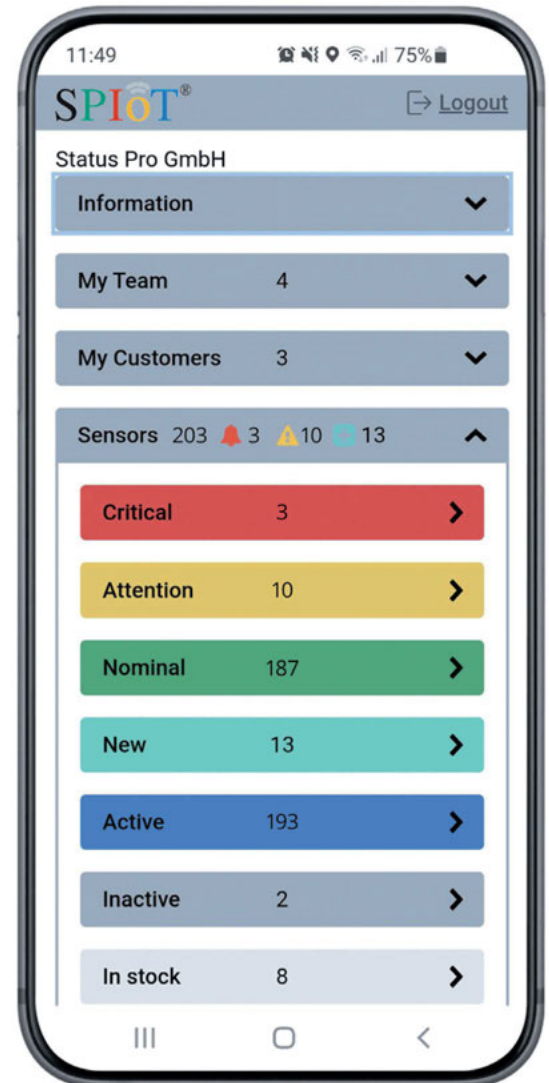 11:49 75%
SPIoT® Logout
Status Pro GmbH
Information
My Team 4
My Customers 3
Sensors 203 3 10 13
Critical 3
Attention 10
Nominal 187
New 13
Active 193
Inactive 2
In stock 8